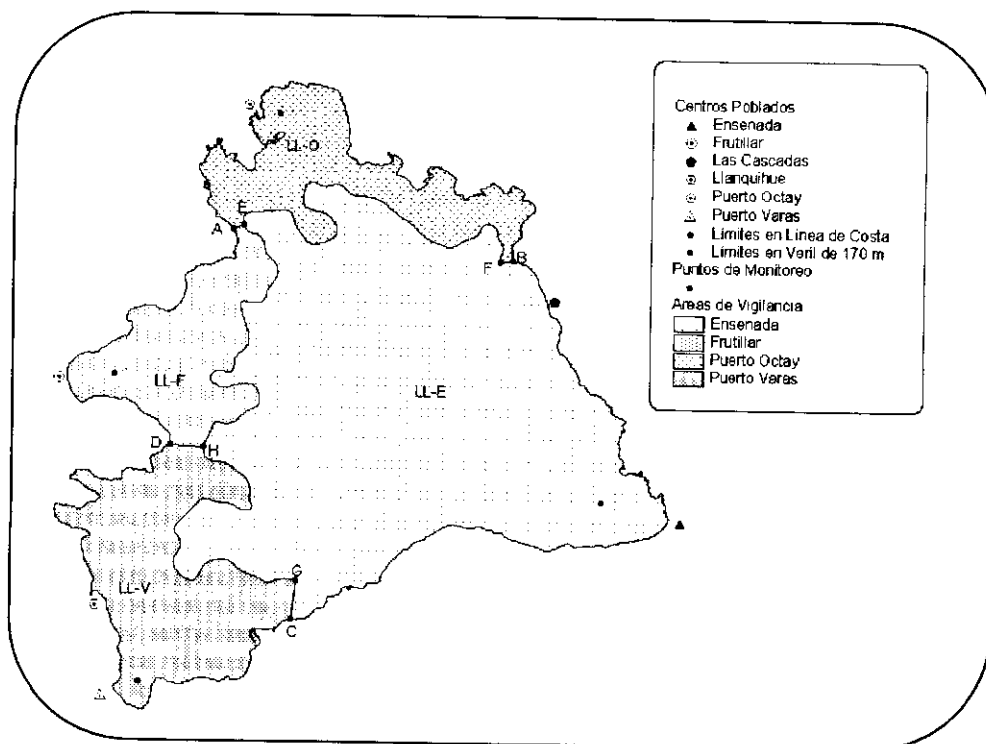 LL-O
E
A
F
B
LL-F
LL-E
D
H
G
LL-V
C
Centros Poblados
Ensenada
Frutillar
Las Cascadas
Llanquihue
Puerto Octay
Puerto Varas
Límites en Línea de Costa
Límites en Veril de 170 m
Puntos de Monitoreo
Areas de Vigilancia
Ensenada
Frutillar
Puerto Octay
Puerto Varas